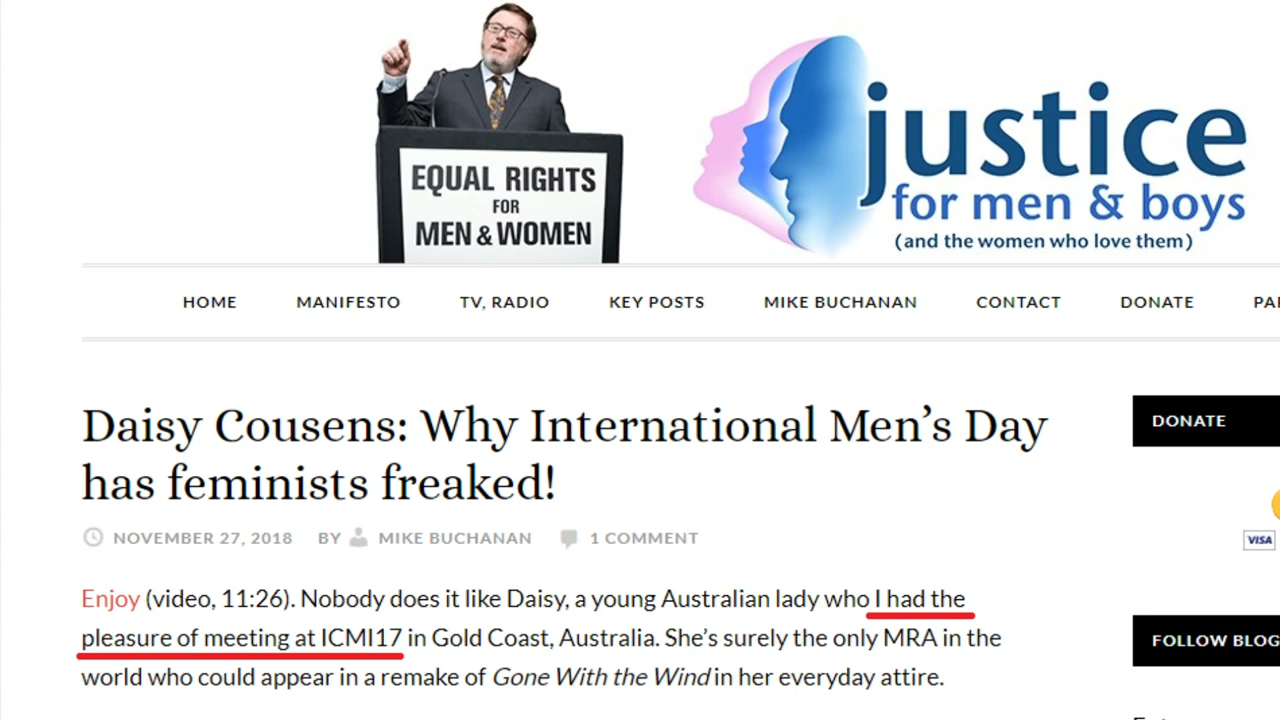 EQUAL RIGHTS
FOR
MEN & WOMEN
justice
for men & boys
(and the women who love them)
HOME MANIFESTO TV, RADIO KEY POSTS MIKE BUCHANAN CONTACT DONATE
Daisy Cousens: Why International Men's Day
has feminists freaked!
NOVEMBER 27, 2018 BY MIKE BUCHANAN 1 COMMENT
Enjoy (video, 11:26). Nobody does it like Daisy, a young Australian lady who I had the
pleasure of meeting at ICMI17 in Gold Coast, Australia. She's surely the only MRA in the
world who could appear in a remake of Gone With the Wind in her everyday attire.
DONATE
VISA
FOLLOW BLOG